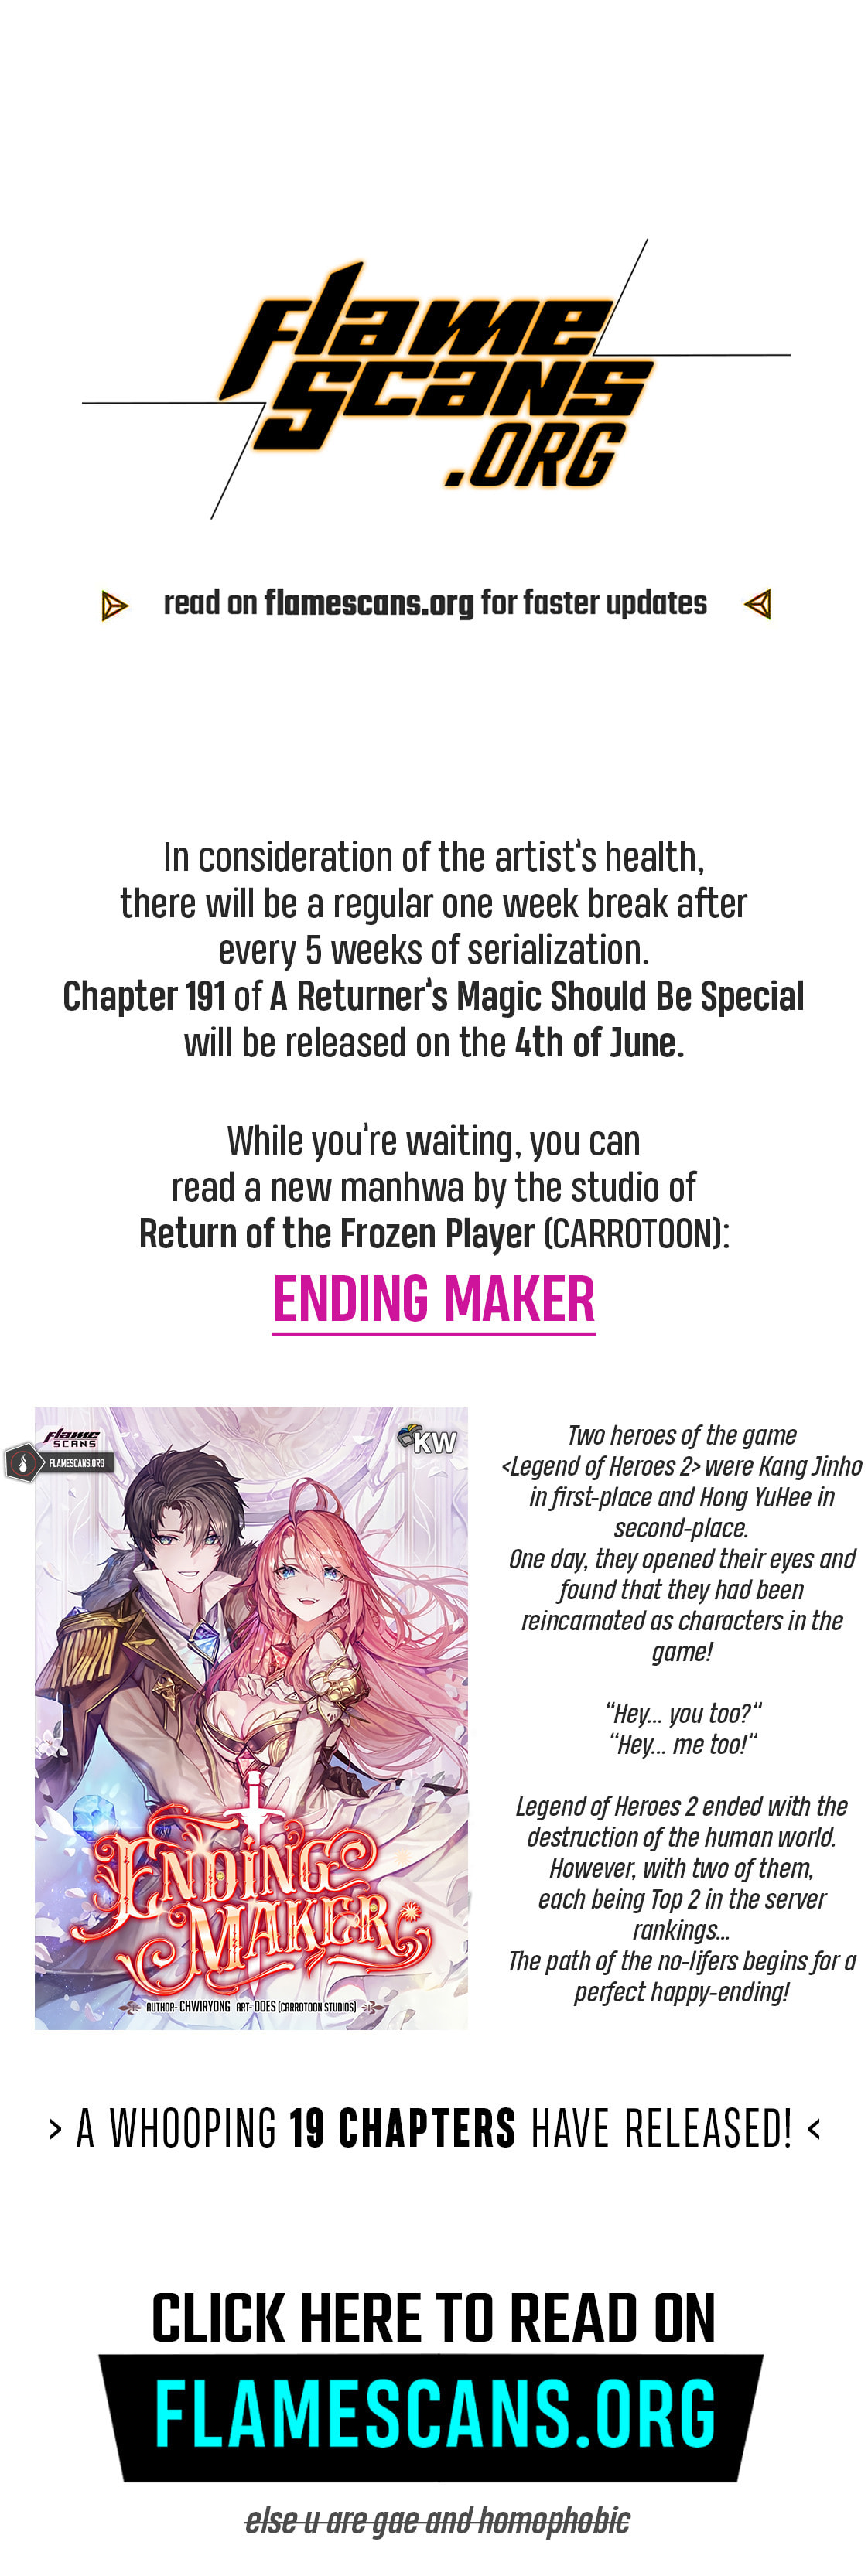 Flame
Scans
.ORG
read on flamescans.org for faster updates
In consideration of the artist's health,
there will be a regular one week break after
every 5 weeks of serialization.
Chapter 191 of A Returner's Magic Should Be Special
will be released on the 4th of June.
While you're waiting, you can
read a new manhwa by the studio of
Return of the Frozen Player (CARROTOON):
ENDING MAKER
Flame
SCANS
FLAMESCANS.ORG
KW
ENDING
MAKER
AUTHOR- CHWIRYONG ART- DOES (CARROTOON STUDIOS)
Two heroes of the game
<Legend of Heroes 2> were Kang Jinho
in first-place and Hong YuHee in
second-place.
One day, they opened their eyes and
found that they had been
reincarnated as characters in the
game!
"Hey... you too?"
"Hey... me too!"
Legend of Heroes 2 ended with the
destruction of the human world.
However, with two of them,
each being Top 2 in the server
rankings...
The path of the no-lifers begins for a
perfect happy-ending!
> A WHOOPING 19 CHAPTERS HAVE RELEASED! <
CLICK HERE TO READ ON
FLAMESCANS.ORG
else u are gae and homophobic